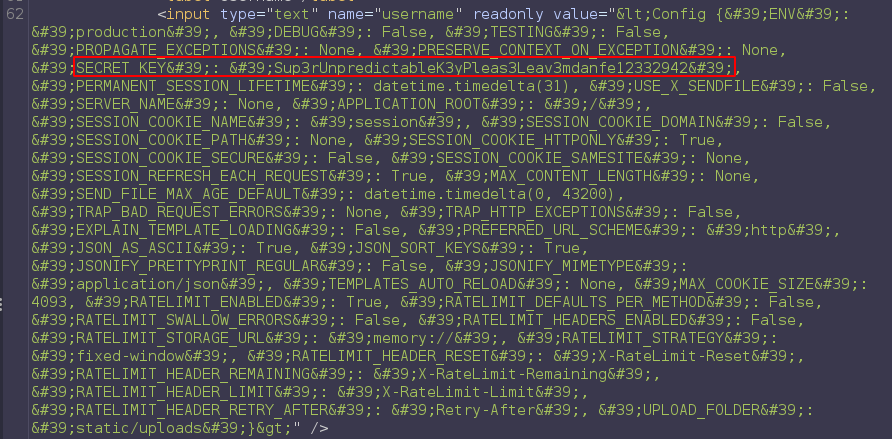 62 <input type="text" name="username" readonly value="&lt;Config {&#39;ENV&#39;:
&#39;production&#39;, &#39;DEBUG&#39;: False, &#39;TESTING&#39;: False,
&#39;PROPAGATE_EXCEPTIONS&#39;: None, &#39;PRESERVE_CONTEXT_ON_EXCEPTION&#39;: None,
&#39;SECRET_KEY&#39;: &#39;Sup3rUnpredictableK3yPleas3Leav3mdanfe12332942&#39;,
&#39;PERMANENT_SESSION_LIFETIME&#39;: datetime.timedelta(31), &#39;USE_X_SENDFILE&#39;: False,
&#39;SERVER_NAME&#39;: None, &#39;APPLICATION_ROOT&#39;: &#39;/&#39;,
&#39;SESSION_COOKIE_NAME&#39;: &#39;session&#39;, &#39;SESSION_COOKIE_DOMAIN&#39;: False,
&#39;SESSION_COOKIE_PATH&#39;: None, &#39;SESSION_COOKIE_HTTPONLY&#39;: True,
&#39;SESSION_COOKIE_SECURE&#39;: False, &#39;SESSION_COOKIE_SAMESITE&#39;: None,
&#39;SESSION_REFRESH_EACH_REQUEST&#39;: True, &#39;MAX_CONTENT_LENGTH&#39;: None,
&#39;SEND_FILE_MAX_AGE_DEFAULT&#39;: datetime.timedelta(0, 43200),
&#39;TRAP_BAD_REQUEST_ERRORS&#39;: None, &#39;TRAP_HTTP_EXCEPTIONS&#39;: False,
&#39;EXPLAIN_TEMPLATE_LOADING&#39;: False, &#39;PREFERRED_URL_SCHEME&#39;: &#39;http&#39;,
&#39;JSON_AS_ASCII&#39;: True, &#39;JSON_SORT_KEYS&#39;: True,
&#39;JSONIFY_PRETTYPRINT_REGULAR&#39;: False, &#39;JSONIFY_MIMETYPE&#39;:
&#39;application/json&#39;, &#39;TEMPLATES_AUTO_RELOAD&#39;: None, &#39;MAX_COOKIE_SIZE&#39;:
4093, &#39;RATELIMIT_ENABLED&#39;: True, &#39;RATELIMIT_DEFAULTS_PER_METHOD&#39;: False,
&#39;RATELIMIT_SWALLOW_ERRORS&#39;: False, &#39;RATELIMIT_HEADERS_ENABLED&#39;: False,
&#39;RATELIMIT_STORAGE_URL&#39;: &#39;memory://&#39;, &#39;RATELIMIT_STRATEGY&#39;:
&#39;fixed-window&#39;, &#39;RATELIMIT_HEADER_RESET&#39;: &#39;X-RateLimit-Reset&#39;,
&#39;RATELIMIT_HEADER_REMAINING&#39;: &#39;X-RateLimit-Remaining&#39;,
&#39;RATELIMIT_HEADER_LIMIT&#39;: &#39;X-RateLimit-Limit&#39;,
&#39;RATELIMIT_HEADER_RETRY_AFTER&#39;: &#39;Retry-After&#39;, &#39;UPLOAD_FOLDER&#39;:
&#39;static/uploads&#39;}&gt;" />